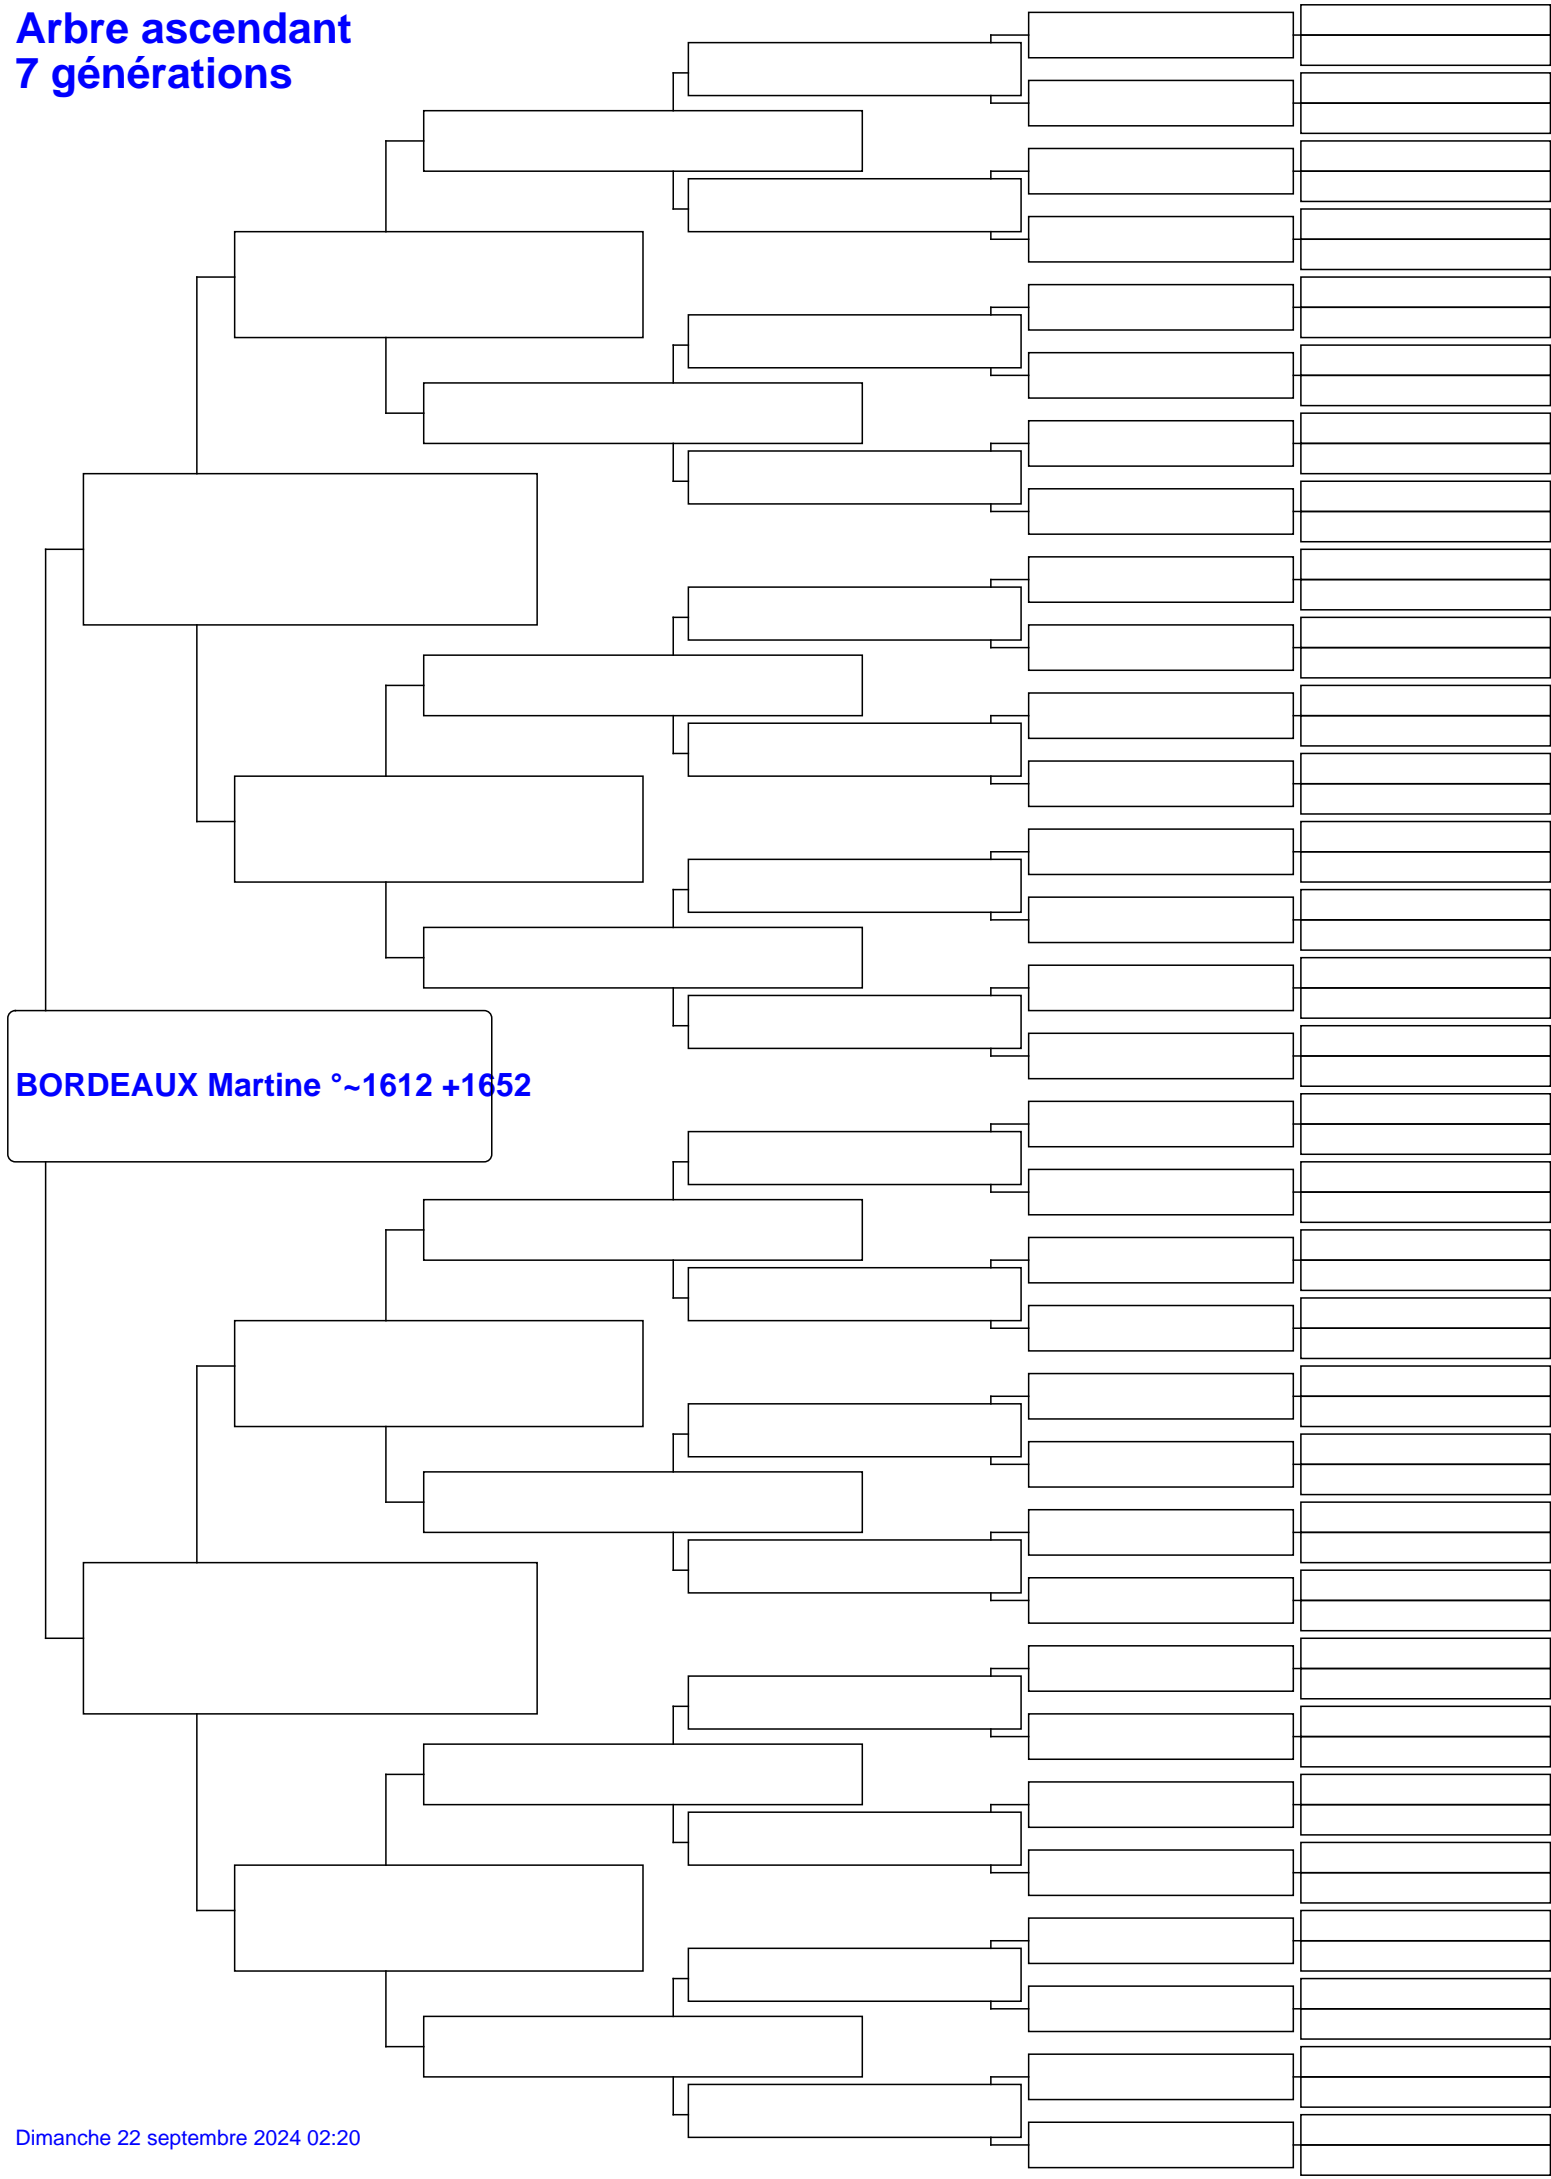 Arbre ascendant
7 générations
BORDEAUX Martine °~1612 +1652
Dimanche 22 septembre 2024 02:20